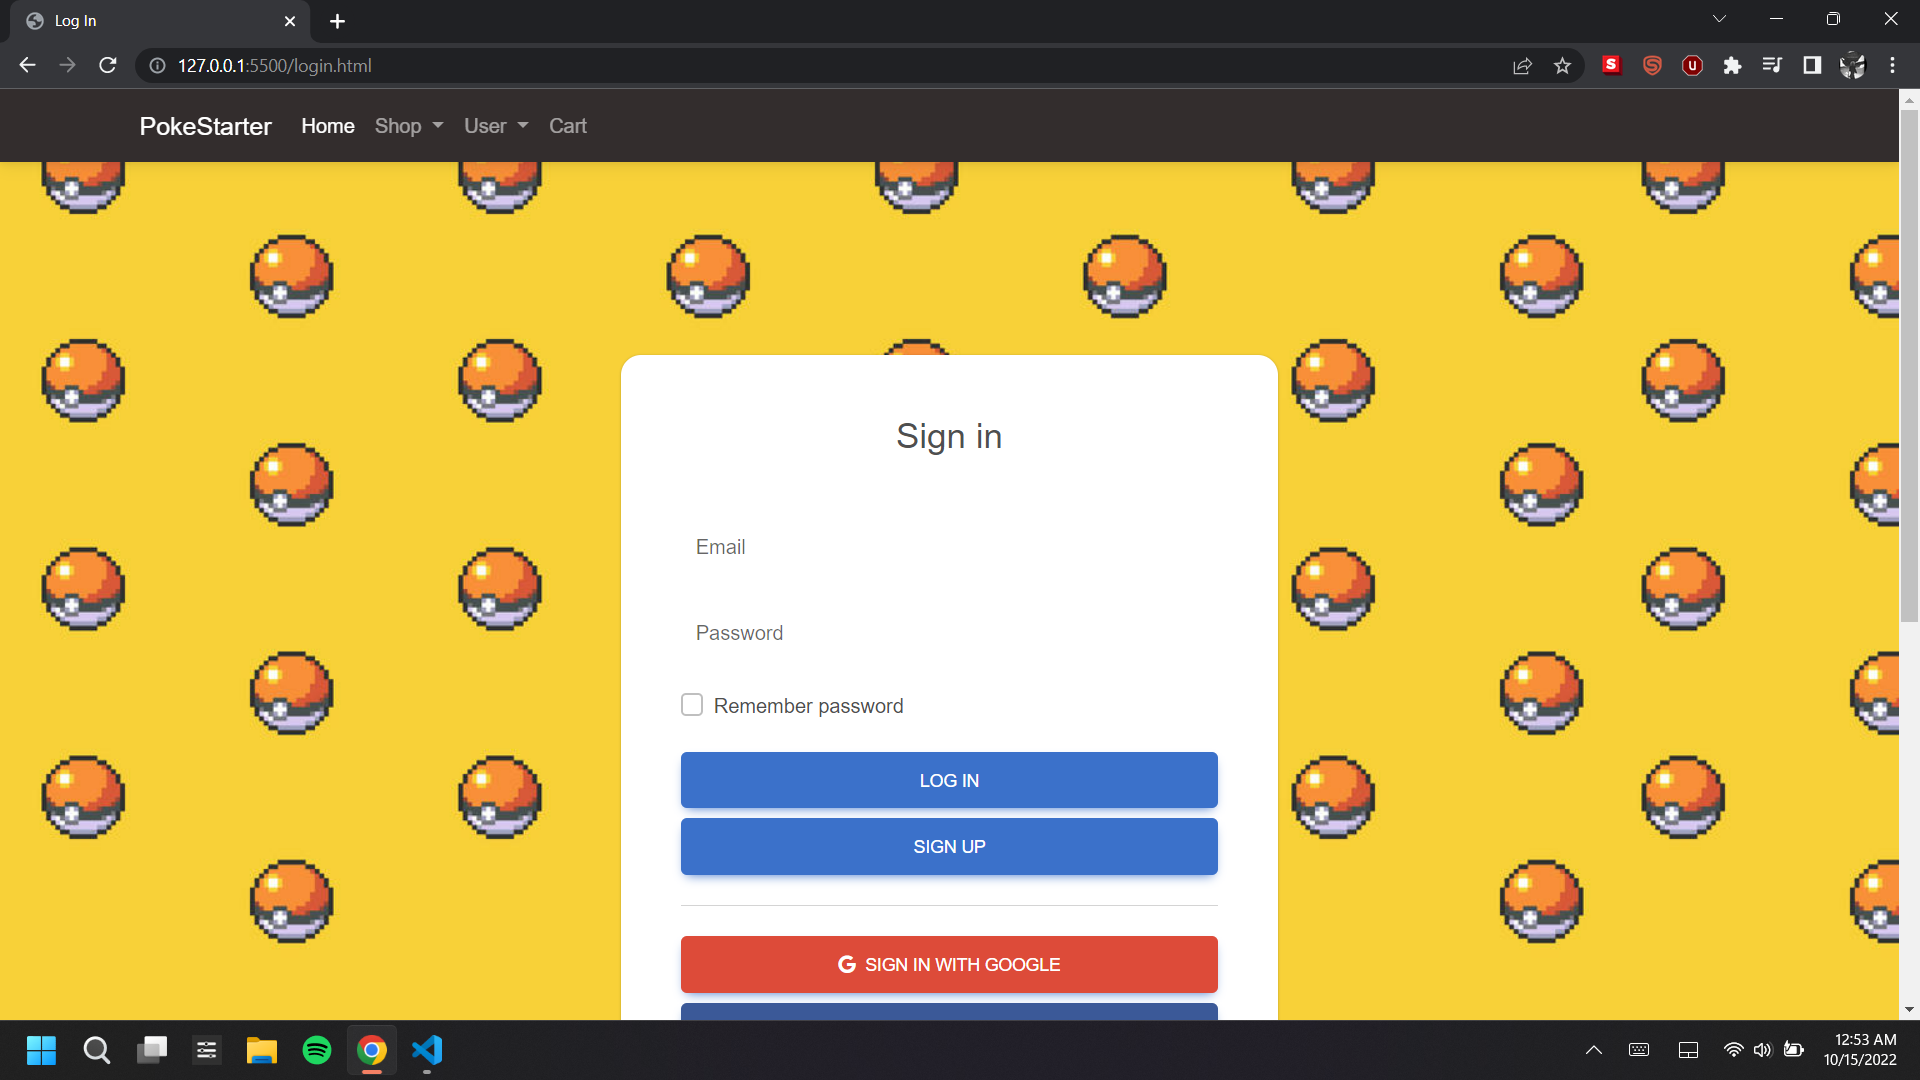 Log In
127.0.0.1:5500/login.html
PokeStarter Home Shop User Cart
Sign in
Email
Password
Remember password
LOG IN
SIGN UP
SIGN IN WITH GOOGLE
12:53 AM
10/15/2022